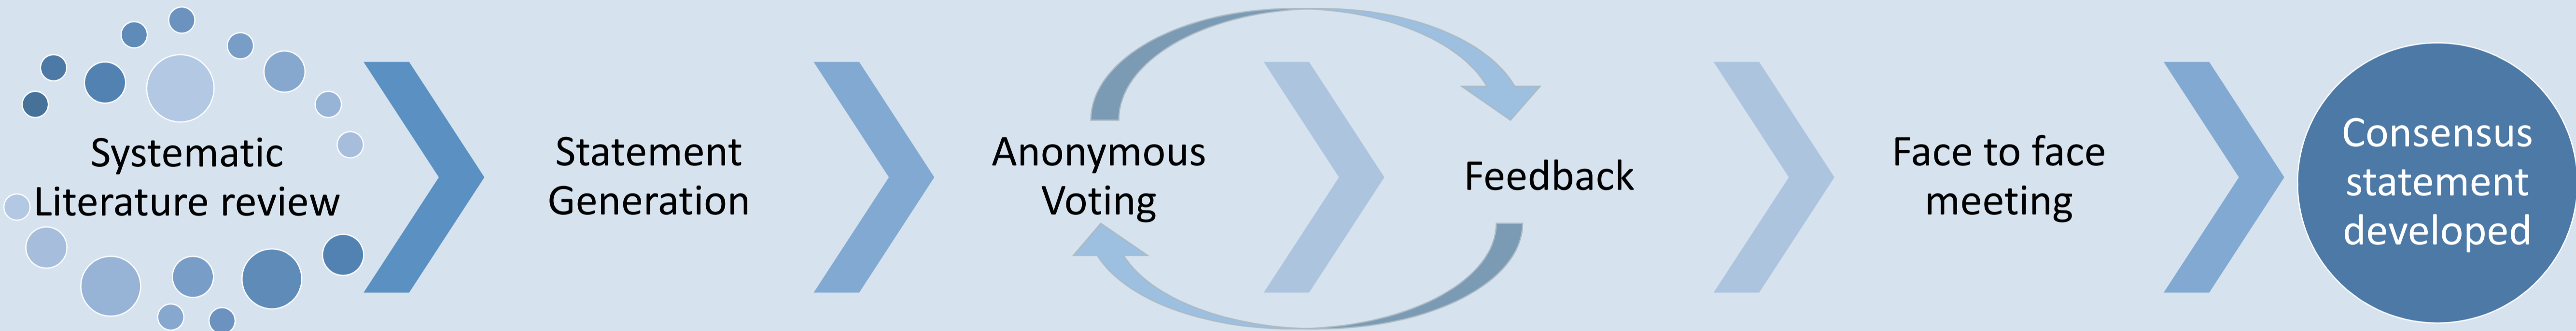 Systematic
Literature review
Statement
Generation
Anonymous
Voting
Feedback
Face to face
meeting
Consensus
statement
developed